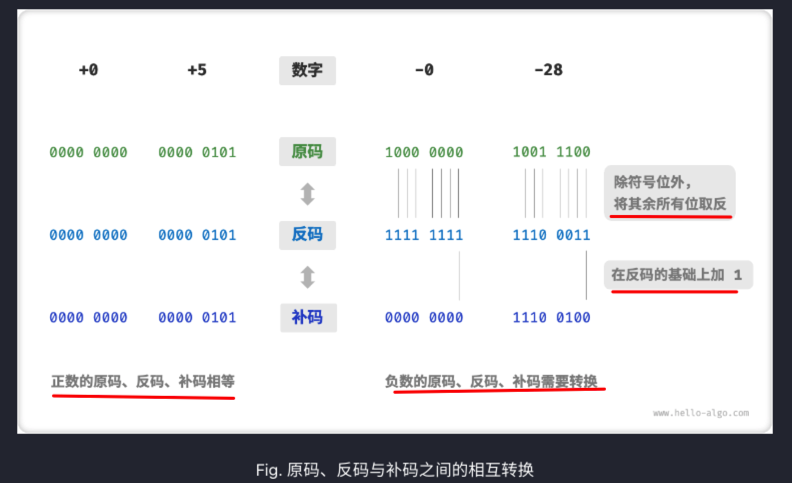 +0 +5 数字 -0 -28
0000 0000 0000 0101 原码 1000 0000 1001 1100
除符号位外，
将其余所有位取反
0000 0000 0000 0101 反码 1111 1111 1110 0011
在反码的基础上加 1
0000 0000 0000 0101 补码 0000 0000 1110 0100
正数的原码、反码、补码相等 负数的原码、反码、补码需要转换
www.hello-algo.com
Fig. 原码、反码与补码之间的相互转换